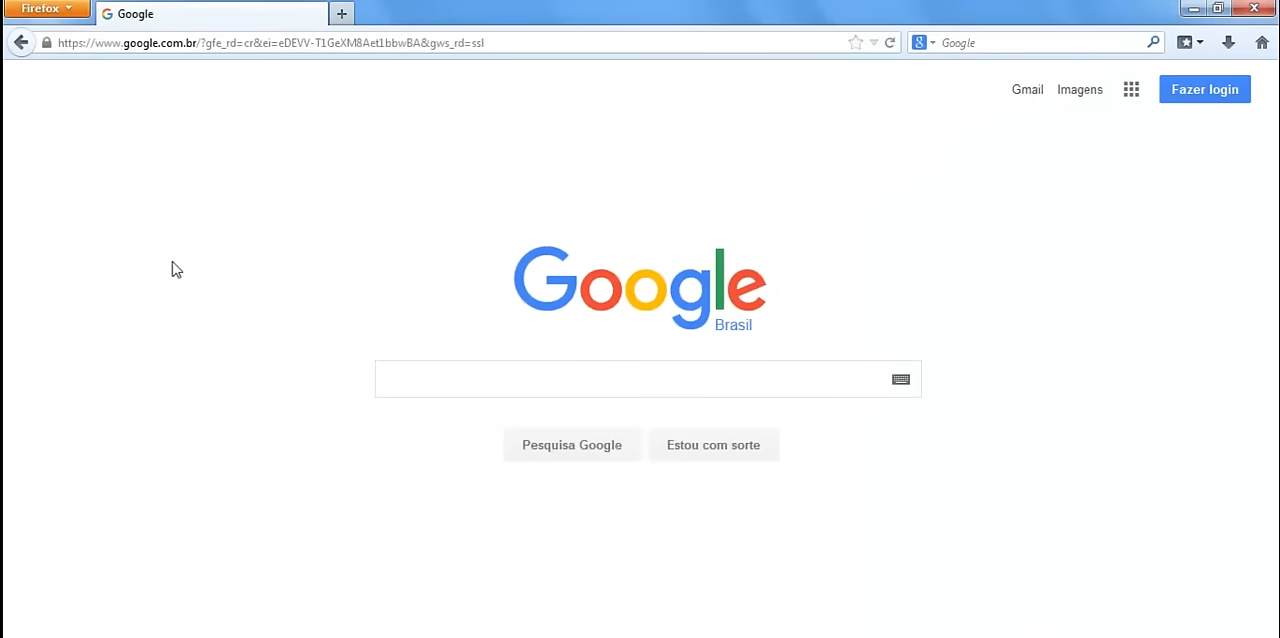 Firefox
Google
https://www.google.com.br/?gfe_rd=cr&ei=eDEVV-T1GeXM8Aet1bbwBA&gws_rd=ssl
8 Google
Gmail Imagens Fazer login
Google
Brasil
Pesquisa Google Estou com sorte